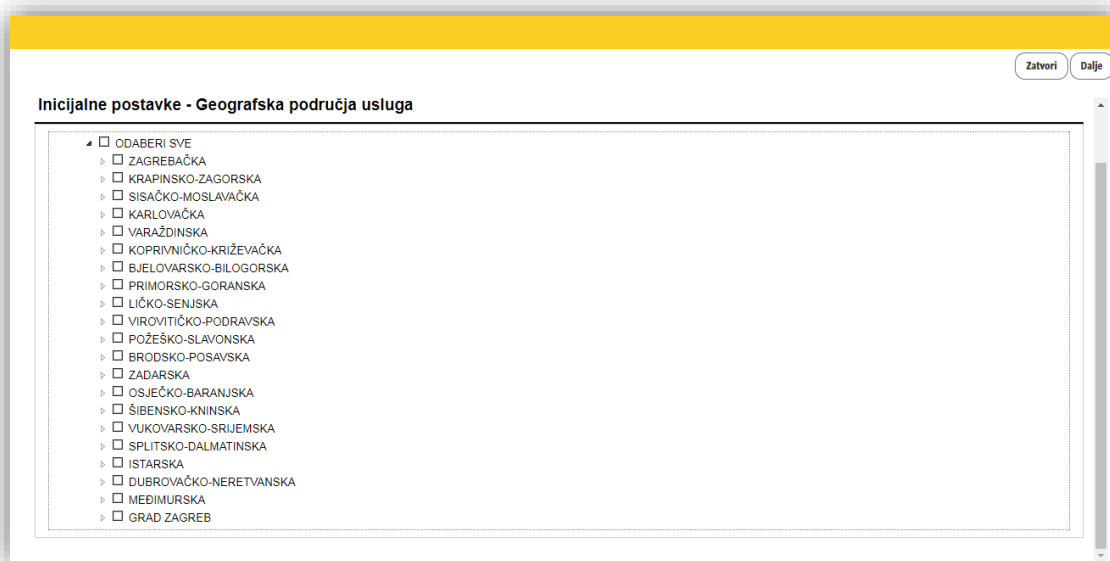 Zatvori Dalje
Inicijalne postavke - Geografska područja usluga
ODABERI SVE
ZAGREBAČKA
KRAPINSKO-ZAGORSKA
SISAČKO-MOSLAVAČKA
KARLOVAČKA
VARAŽDINSKA
KOPRIVNIČKO-KRIŽEVAČKA
BJELOVARSKO-BILOGORSKA
PRIMORSKO-GORANSKA
LIČKO-SENJSKA
VIROVITIČKO-PODRAVSKA
POŽEŠKO-SLAVONSKA
BRODSKO-POSAVSKA
ZADARSKA
OSJEČKO-BARANJSKA
ŠIBENSKO-KNINSKA
VUKOVARSKO-SRIJEMSKA
SPLITSKO-DALMATINSKA
ISTARSKA
DUBROVAČKO-NERETVANSKA
MEĐIMURSKA
GRAD ZAGREB